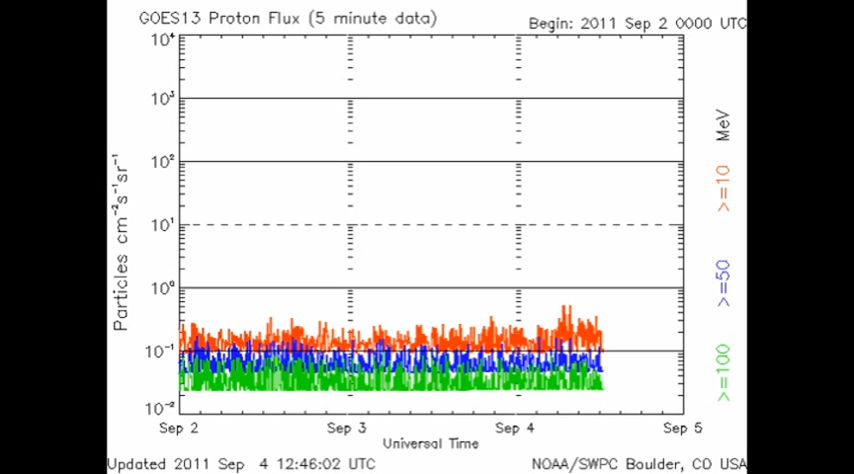 GOES13 Proton Flux (5 minute data)
Begin: 2011 Sep 2 0000 UTC
10⁴
10³
10²
10¹
10⁰
10⁻¹
10⁻²
Particles cm⁻²s⁻¹sr⁻¹
MeV
>=10
>=50
>=100
Sep 2
Sep 3
Sep 4
Sep 5
Universal Time
Updated 2011 Sep 4 12:46:02 UTC
NOAA/SWPC Boulder, CO USA